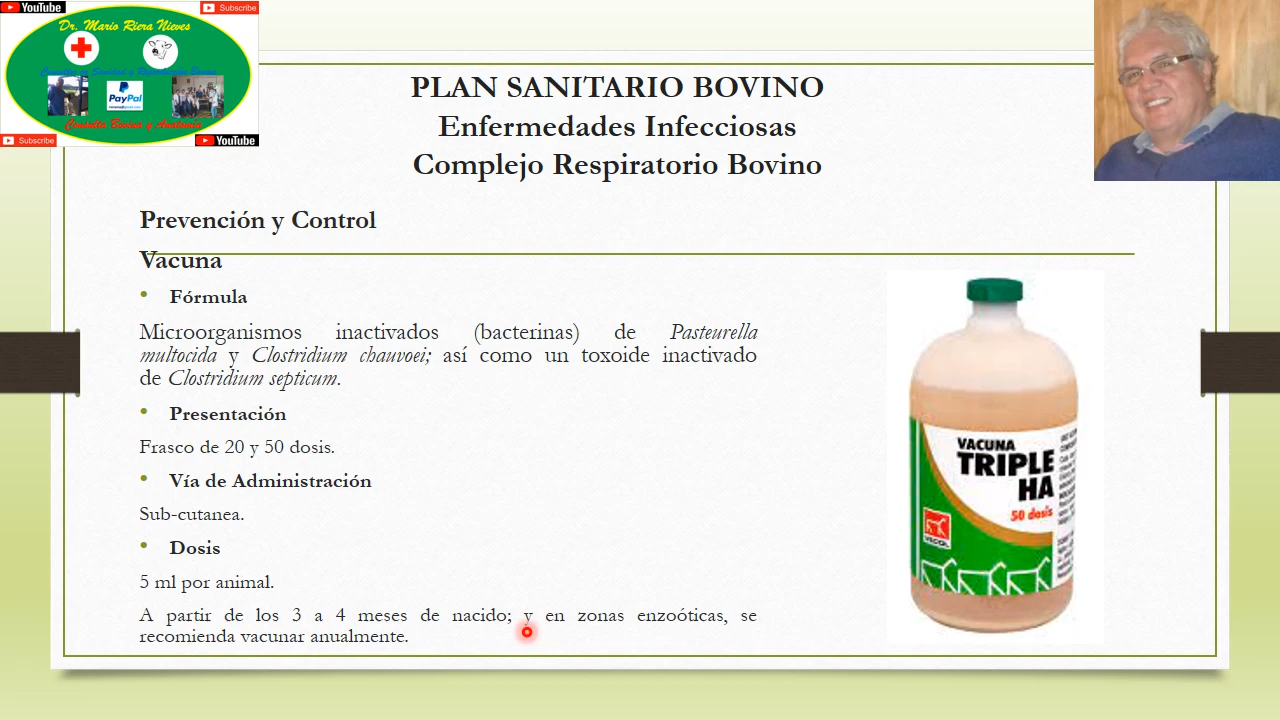 YouTube
Subscribe
Dr. Mario Riera Nieves
PayPal
Consulta Bovina y
Subscribe
YouTube
PLAN SANITARIO BOVINO
Enfermedades Infecciosas
Complejo Respiratorio Bovino
Prevención y Control
Vacuna
• Fórmula
Microorganismos inactivados (bacterinas) de Pasteurella
multocida y Clostridium chauvoei; así como un toxoide inactivado
de Clostridium septicum.
• Presentación
Frasco de 20 y 50 dosis.
• Vía de Administración
Sub-cutanea.
• Dosis
5 ml por animal.
A partir de los 3 a 4 meses de nacido; y en zonas enzoóticas, se
recomienda vacunar anualmente.
VACUNA
TRIPLE
HA
50 dosis
VECOL